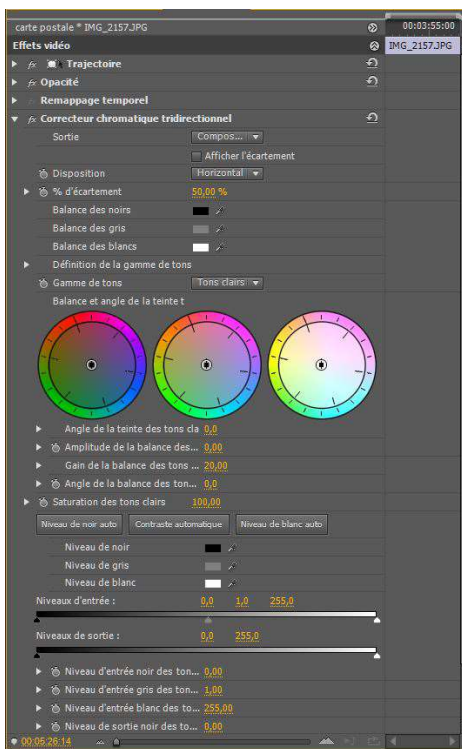 carte postale * IMG_2157.JPG
00:03:55:00
Effets vidéo
IMG_2157.JPG
fx Trajectoire
fx Opacité
Remappage temporel
fx Correcteur chromatique tridirectionnel
Sortie Compos...
Afficher l'écartement
Disposition Horizontal
% d'écartement 50,00 %
Balance des noirs
Balance des gris
Balance des blancs
Définition de la gamme de tons
Gamme de tons Tons clairs
Balance et angle de la teinte t
Angle de la teinte des tons cla 0,0
Amplitude de la balance des... 0,00
Gain de la balance des tons ... 20,00
Angle de la balance des ton... 0,0
Saturation des tons clairs 100,00
Niveau de noir auto Contraste automatique Niveau de blanc auto
Niveau de noir
Niveau de gris
Niveau de blanc
Niveaux d'entrée : 0,0 1,0 255,0
Niveaux de sortie : 0,0 255,0
Niveau d'entrée noir des ton... 0,00
Niveau d'entrée gris des ton... 1,00
Niveau d'entrée blanc des to... 255,00
Niveau de sortie noir des to... 0,00
00:05:26:14